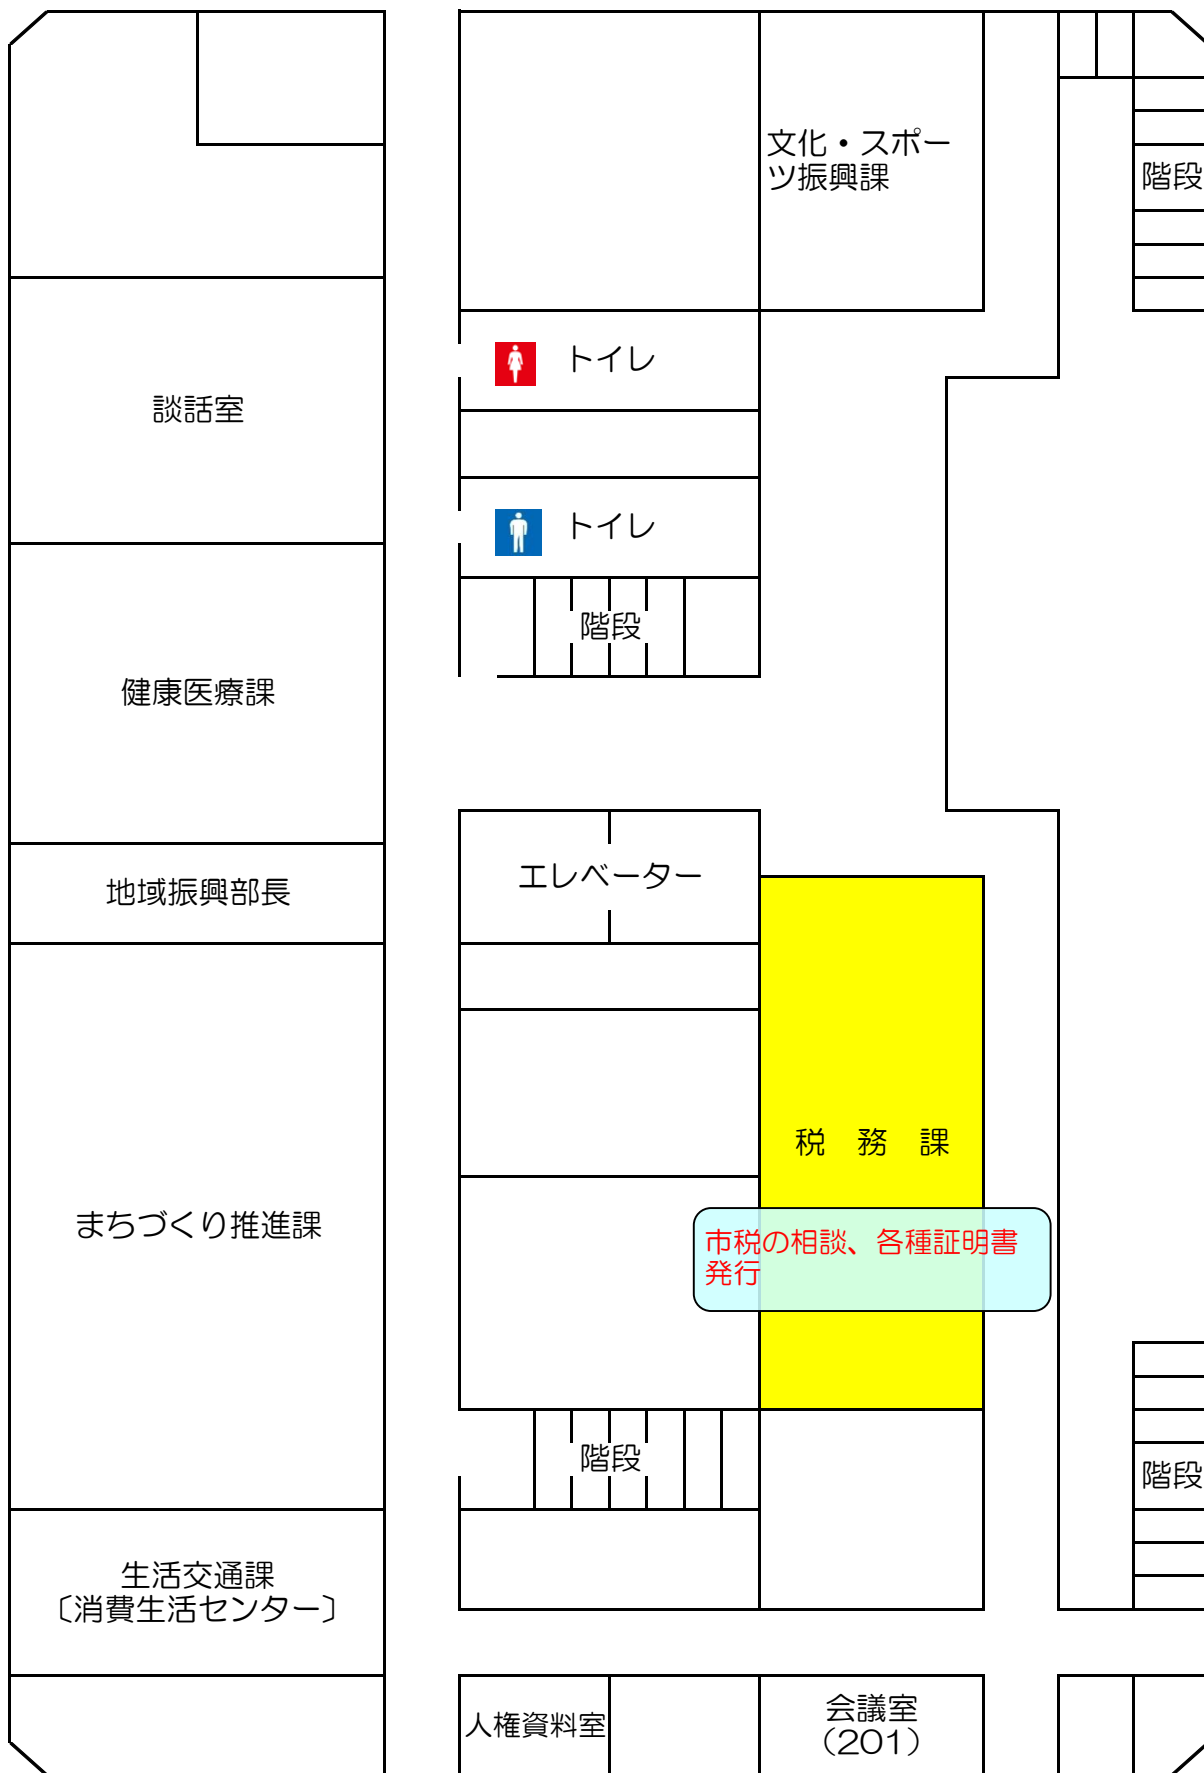 文化・スポー
ツ振興課
階段
トイレ
談話室
トイレ
階段
健康医療課
エレベーター
地域振興部長
税　務　課
まちづくり推進課
市税の相談、各種証明書
発行
階段
階段
生活交通課
〔消費生活センター〕
人権資料室
会議室
（201）